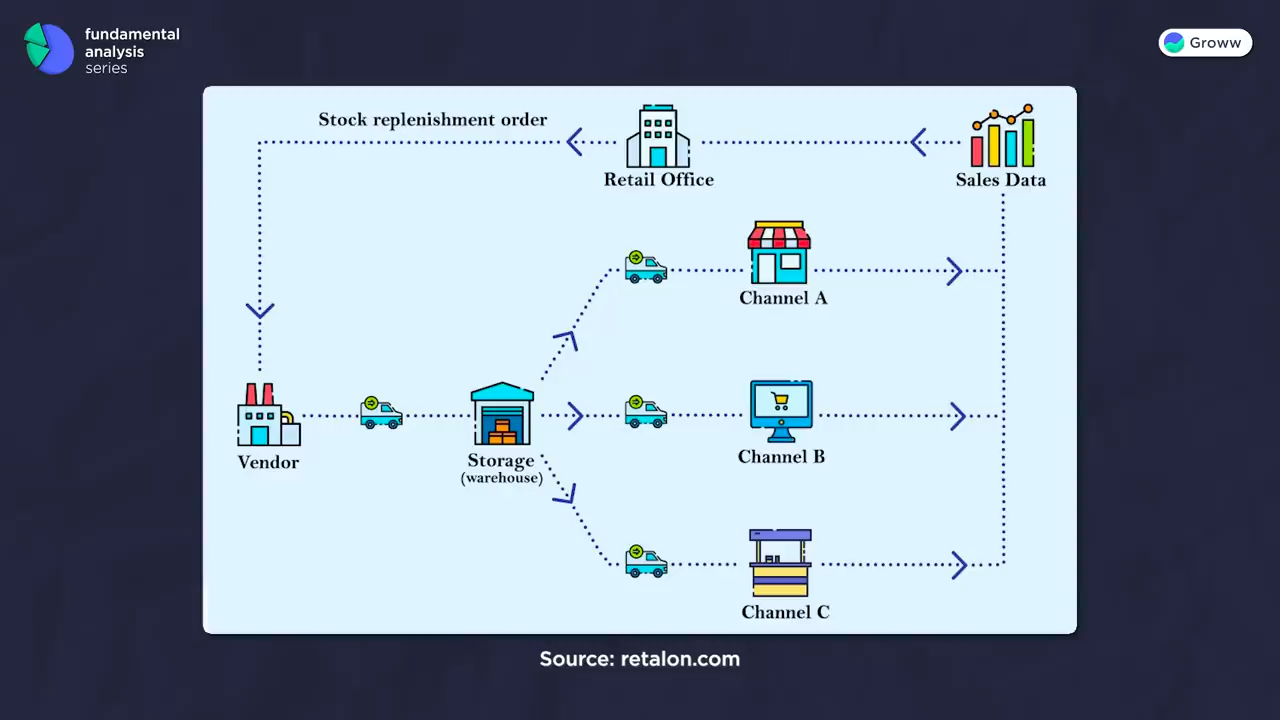 fundamental
analysis
series
Groww
Stock replenishment order
Retail Office
Sales Data
Channel A
Vendor
Storage
(warehouse)
Channel B
Channel C
Source: retalon.com